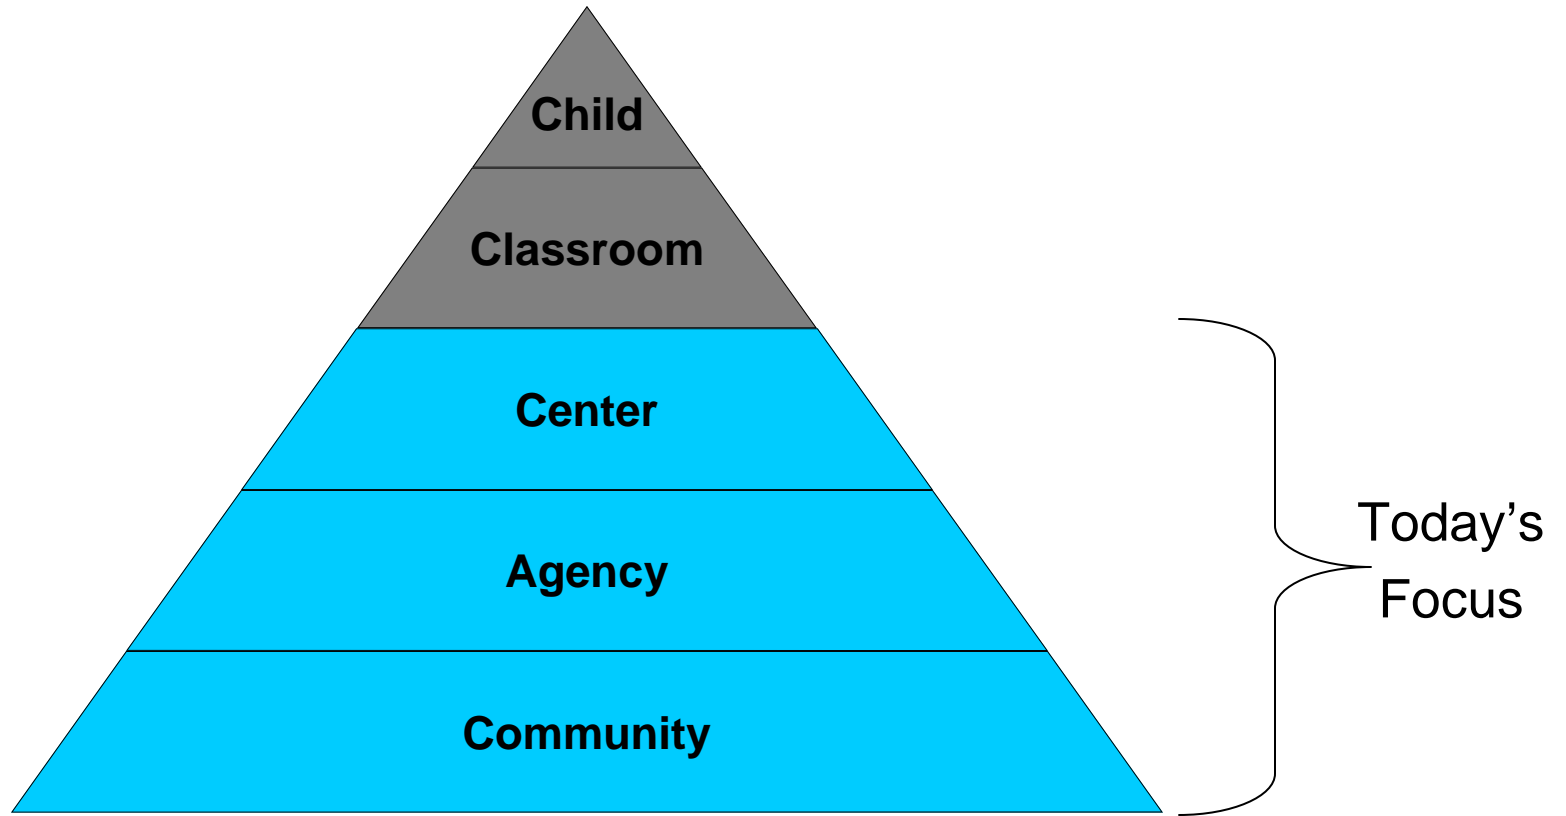 Child
Classroom
Center
Agency
Community
Today’s
Focus